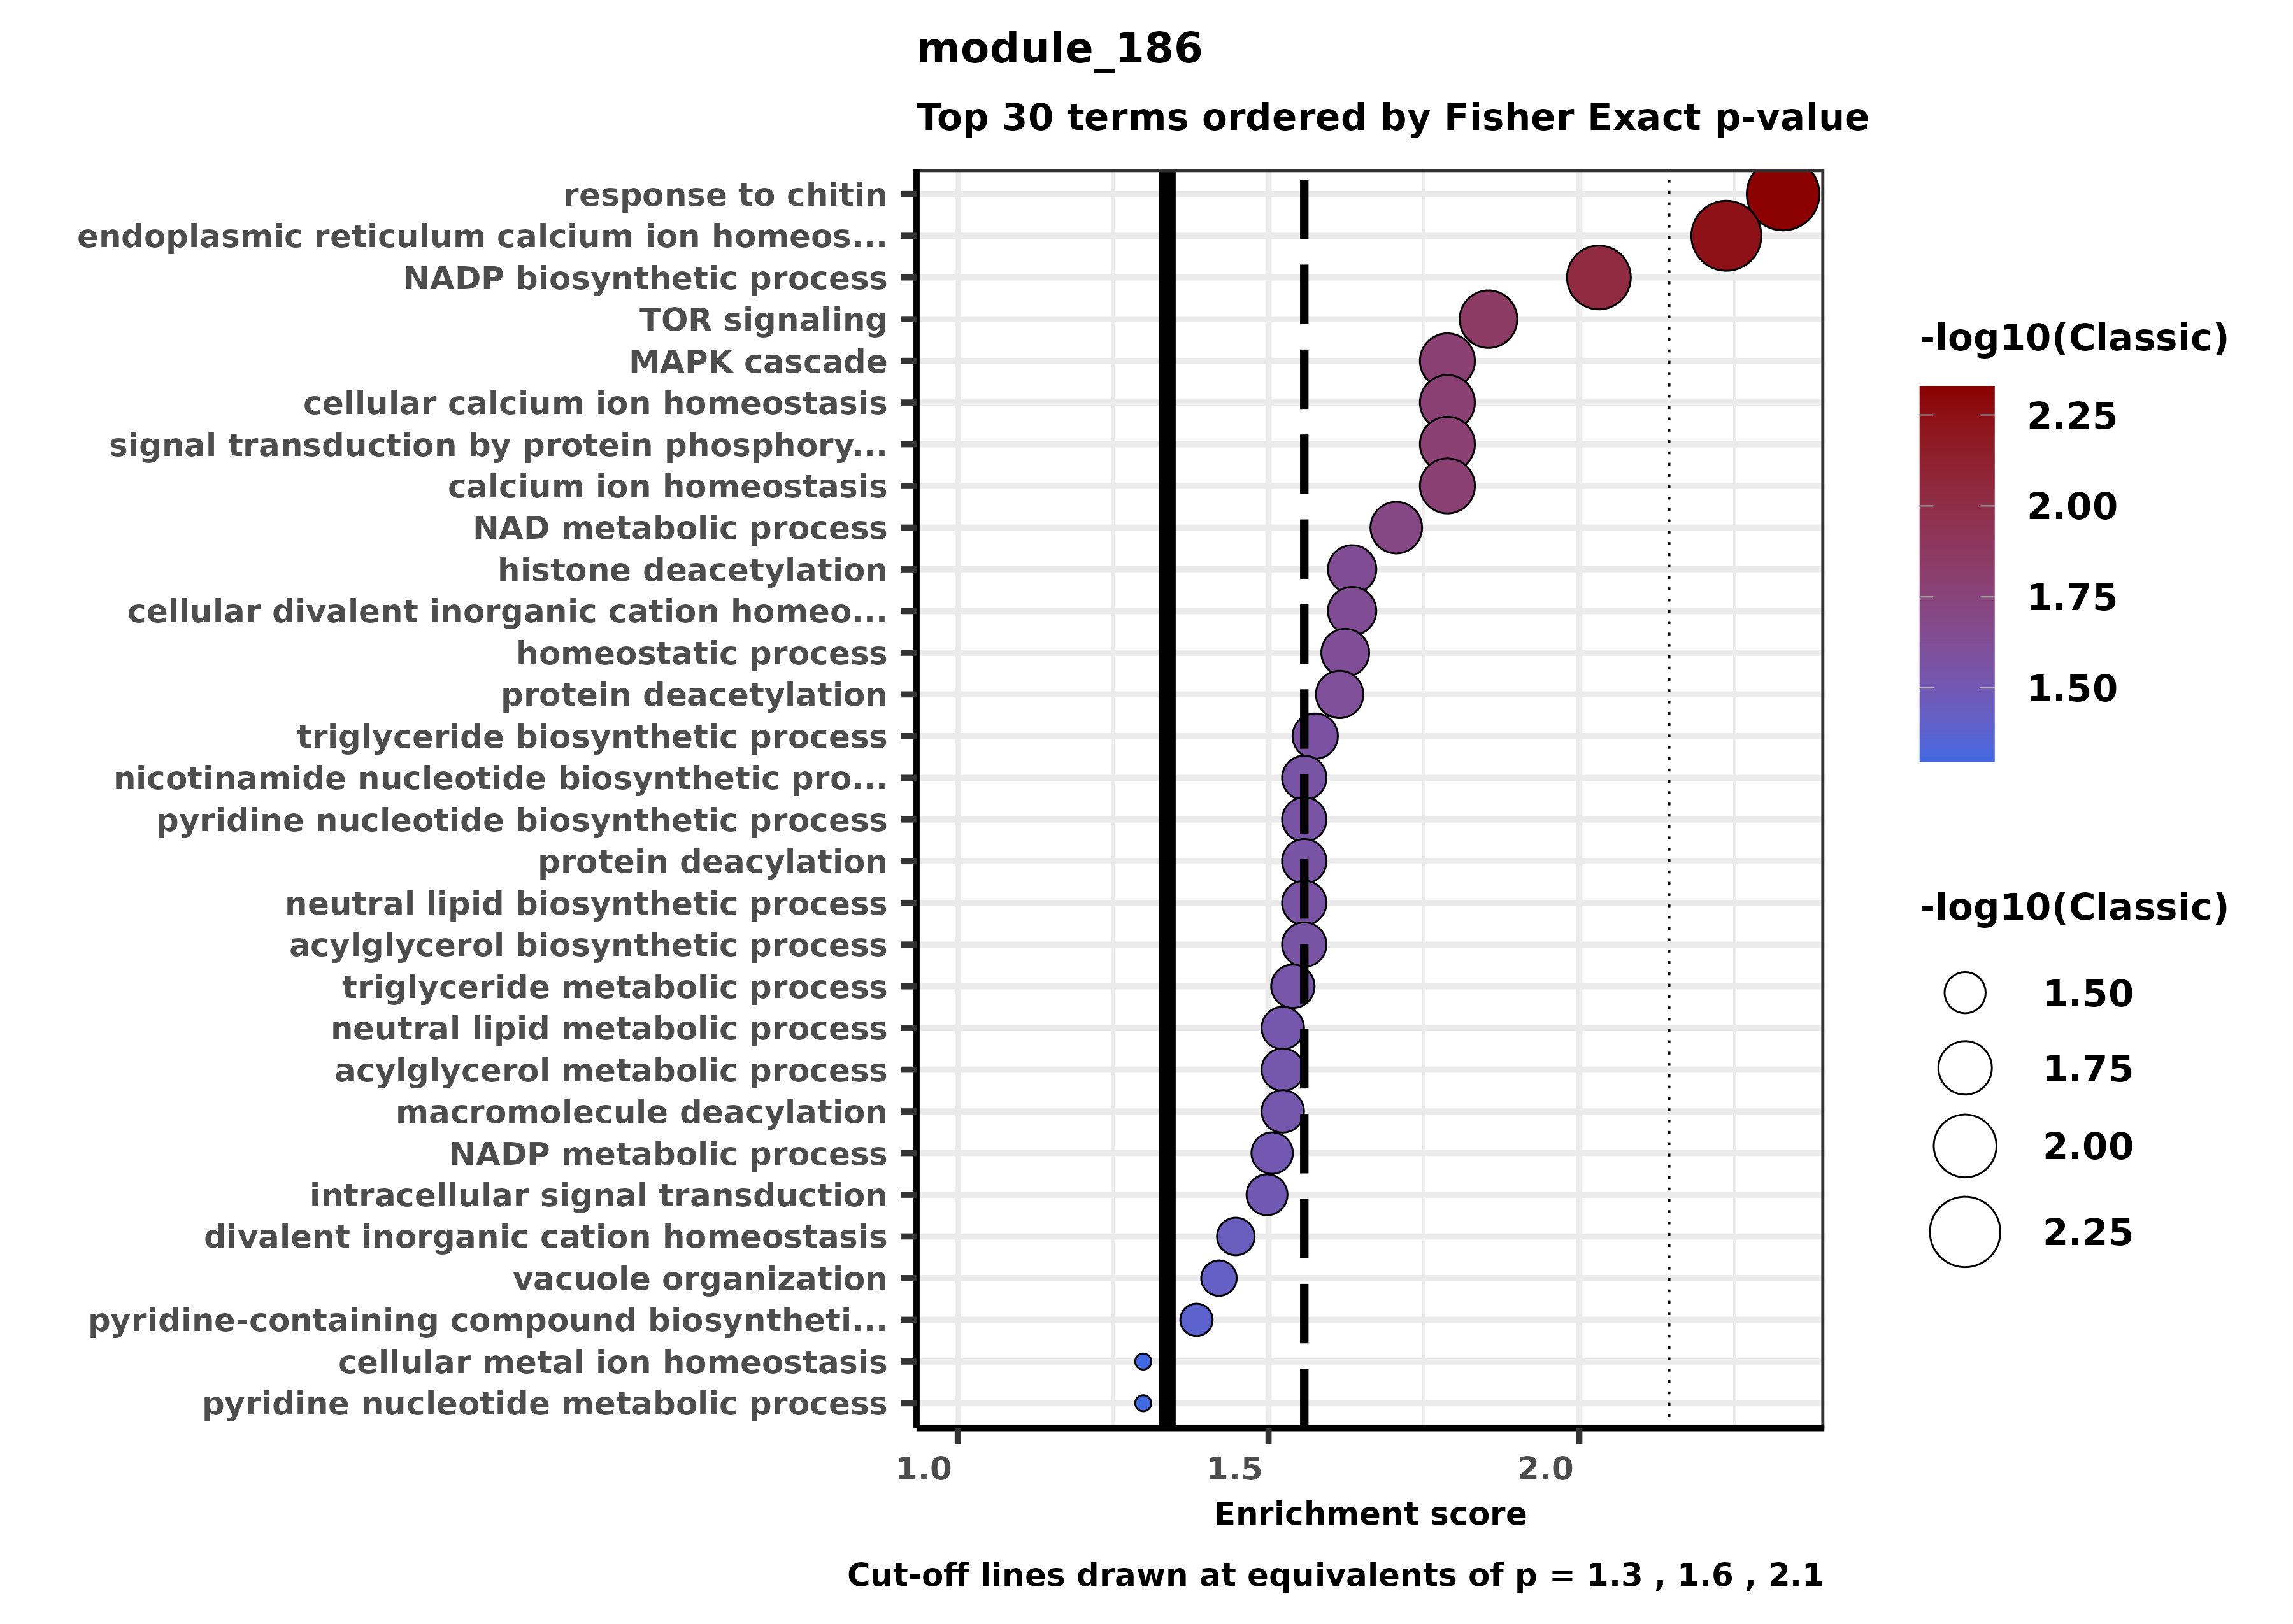 module_186
Top 30 terms ordered by Fisher Exact p-value
response to chitin
endoplasmic reticulum calcium ion homeos...
NADP biosynthetic process
TOR signaling
MAPK cascade
cellular calcium ion homeostasis
signal transduction by protein phosphory...
calcium ion homeostasis
NAD metabolic process
histone deacetylation
cellular divalent inorganic cation homeo...
homeostatic process
protein deacetylation
triglyceride biosynthetic process
nicotinamide nucleotide biosynthetic pro...
pyridine nucleotide biosynthetic process
protein deacylation
neutral lipid biosynthetic process
acylglycerol biosynthetic process
triglyceride metabolic process
neutral lipid metabolic process
acylglycerol metabolic process
macromolecule deacylation
NADP metabolic process
intracellular signal transduction
divalent inorganic cation homeostasis
vacuole organization
pyridine-containing compound biosyntheti...
cellular metal ion homeostasis
pyridine nucleotide metabolic process
1.0 1.5 2.0
Enrichment score
Cut-off lines drawn at equivalents of p = 1.3 , 1.6 , 2.1
-log10(Classic)
2.25
2.00
1.75
1.50
-log10(Classic)
1.50
1.75
2.00
2.25